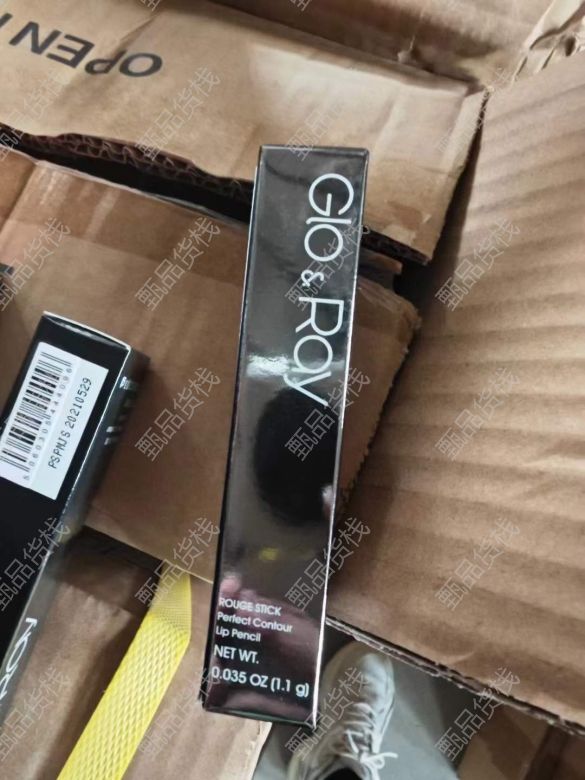 OPEN
Glo & Ray
ROUGE STICK
Perfect Contour
Lip Pencil
NET WT.
0.035 OZ (1.1 g)
PSPMJS 20210529
甄品货栈